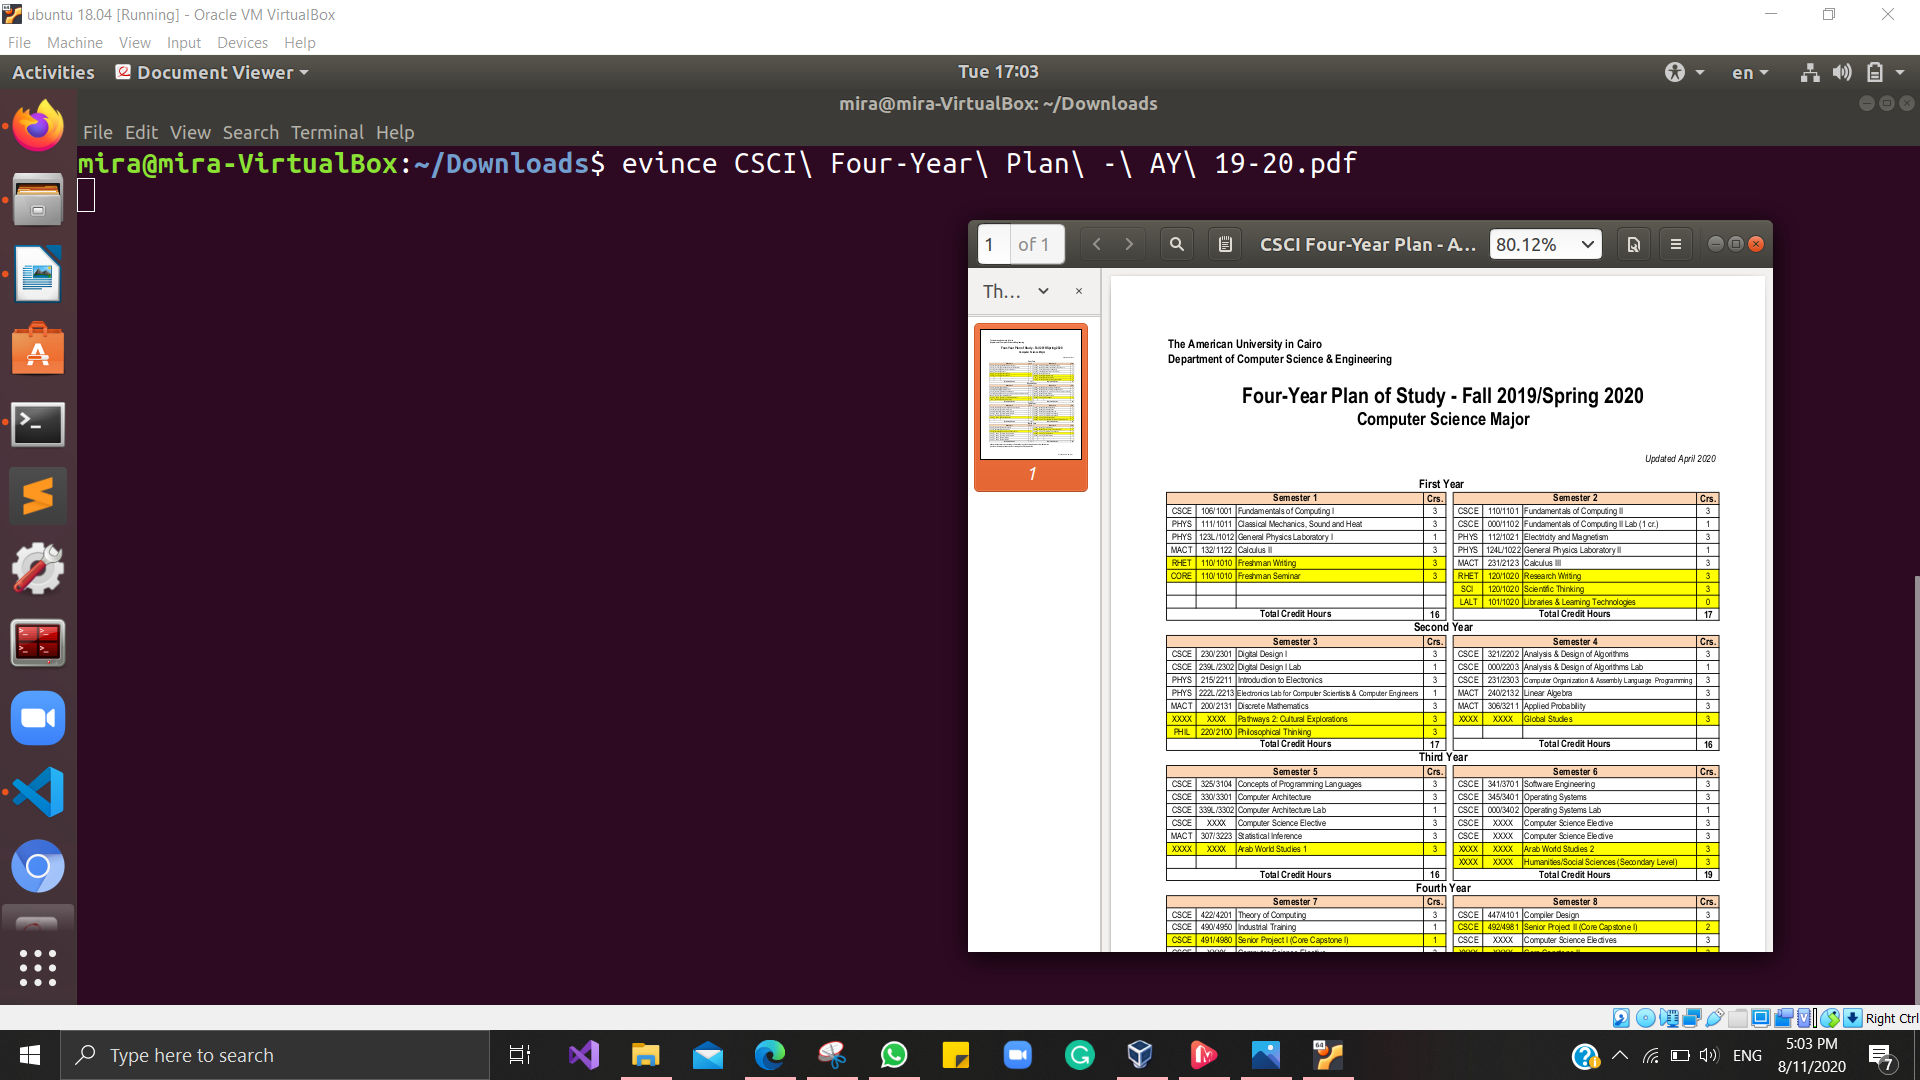 ubuntu 18.04 [Running] - Oracle VM VirtualBox
File Machine View Input Devices Help
Activities Document Viewer Tue 17:03 en
mira@mira-VirtualBox: ~/Downloads
File Edit View Search Terminal Help
mira@mira-VirtualBox:~/Downloads$ evince CSCI\ Four-Year\ Plan\ -\ AY\ 19-20.pdf
1 of 1 CSCI Four-Year Plan - A... 80.12%
Th...
1
The American University in Cairo
Department of Computer Science & Engineering
Four-Year Plan of Study - Fall 2019/Spring 2020
Computer Science Major
Updated April 2020
First Year
Semester 1 Crs. Semester 2 Crs.
CSCE 106/1001 Fundamentals of Computing I 3 CSCE 110/1101 Fundamentals of Computing II 3
PHYS 111/1011 Classical Mechanics, Sound and Heat 3 CSCE 000/1102 Fundamentals of Computing II Lab (1 cr.) 1
PHYS 123L/1012 General Physics Laboratory I 1 PHYS 112/1021 Electricity and Magnetism 3
MACT 132/1122 Calculus II 3 PHYS 124L/1022 General Physics Laboratory II 1
RHET 110/1010 Freshman Writing 3 MACT 231/2123 Calculus III 3
CORE 110/1010 Freshman Seminar 3 RHET 120/1020 Research Writing 3
SCI 120/1020 Scientific Thinking 3
LALT 101/1020 Libraries & Learning Technologies 0
Total Credit Hours 16 Total Credit Hours 17
Second Year
Semester 3 Crs. Semester 4 Crs.
CSCE 230/2301 Digital Design I 3 CSCE 321/2202 Analysis & Design of Algorithms 3
CSCE 239L/2302 Digital Design I Lab 1 CSCE 000/2203 Analysis & Design of Algorithms Lab 1
PHYS 215/2211 Introduction to Electronics 3 CSCE 231/2303 Computer Organization & Assembly Language Programming 3
PHYS 222L/2213 Electronics Lab for Computer Scientists & Computer Engineers 1 MACT 240/2132 Linear Algebra 3
MACT 200/2131 Discrete Mathematics 3 MACT 306/3211 Applied Probability 3
XXXX XXXX Pathways 2: Cultural Explorations 3 XXXX XXXX Global Studies 3
PHIL 220/2100 Philosophical Thinking 3
Total Credit Hours 17 Total Credit Hours 16
Third Year
Semester 5 Crs. Semester 6 Crs.
CSCE 325/3104 Concepts of Programming Languages 3 CSCE 341/3701 Software Engineering 3
CSCE 330/3301 Computer Architecture 3 CSCE 345/3401 Operating Systems 3
CSCE 339L/3302 Computer Architecture Lab 1 CSCE 000/3402 Operating Systems Lab 1
CSCE XXXX Computer Science Elective 3 CSCE XXXX Computer Science Elective 3
MACT 307/3223 Statistical Inference 3 CSCE XXXX Computer Science Elective 3
XXXX XXXX Arab World Studies 1 3 XXXX XXXX Arab World Studies 2 3
XXXX XXXX Humanities/Social Sciences (Secondary Level) 3
Total Credit Hours 16 Total Credit Hours 19
Fourth Year
Semester 7 Crs. Semester 8 Crs.
CSCE 422/4201 Theory of Computing 3 CSCE 447/4101 Compiler Design 3
CSCE 490/4950 Industrial Training 1 CSCE 492/4981 Senior Project II (Core Capstone I) 2
CSCE 491/4980 Senior Project I (Core Capstone I) 1 CSCE XXXX Computer Science Electives 3
Right Ctrl
Type here to search
ENG
5:03 PM
8/11/2020
7